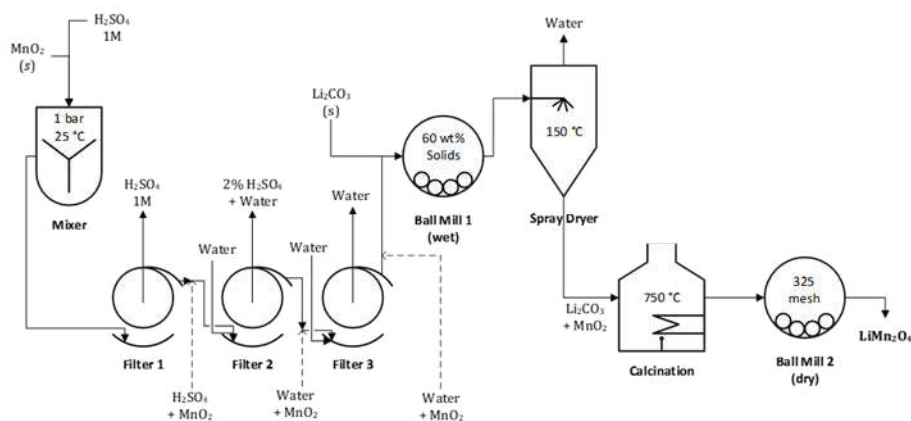 H₂SO₄
1M
MnO₂
(s)
1 bar
25 °C
Mixer
H₂SO₄
1M
2% H₂SO₄
+ Water
Water
Water
Water
Filter 1
Filter 2
Filter 3
H₂SO₄
+ MnO₂
Water
+ MnO₂
Water
+ MnO₂
Li₂CO₃
(s)
60 wt%
Solids
Ball Mill 1
(wet)
Water
150 °C
Spray Dryer
Li₂CO₃
+ MnO₂
750 °C
Calcination
325
mesh
Ball Mill 2
(dry)
LiMn₂O₄